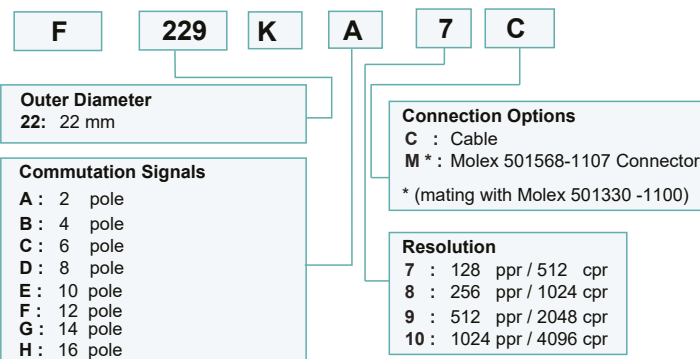 F 229 K A 7 C
Outer Diameter
22: 22 mm
Commutation Signals
A : 2 pole
B : 4 pole
C : 6 pole
D : 8 pole
E : 10 pole
F : 12 pole
G : 14 pole
H : 16 pole
Connection Options
C : Cable
M * : Molex 501568-1107 Connector
* (mating with Molex 501330 -1100)
Resolution
7 : 128 ppr / 512 cpr
8 : 256 ppr / 1024 cpr
9 : 512 ppr / 2048 cpr
10 : 1024 ppr / 4096 cpr